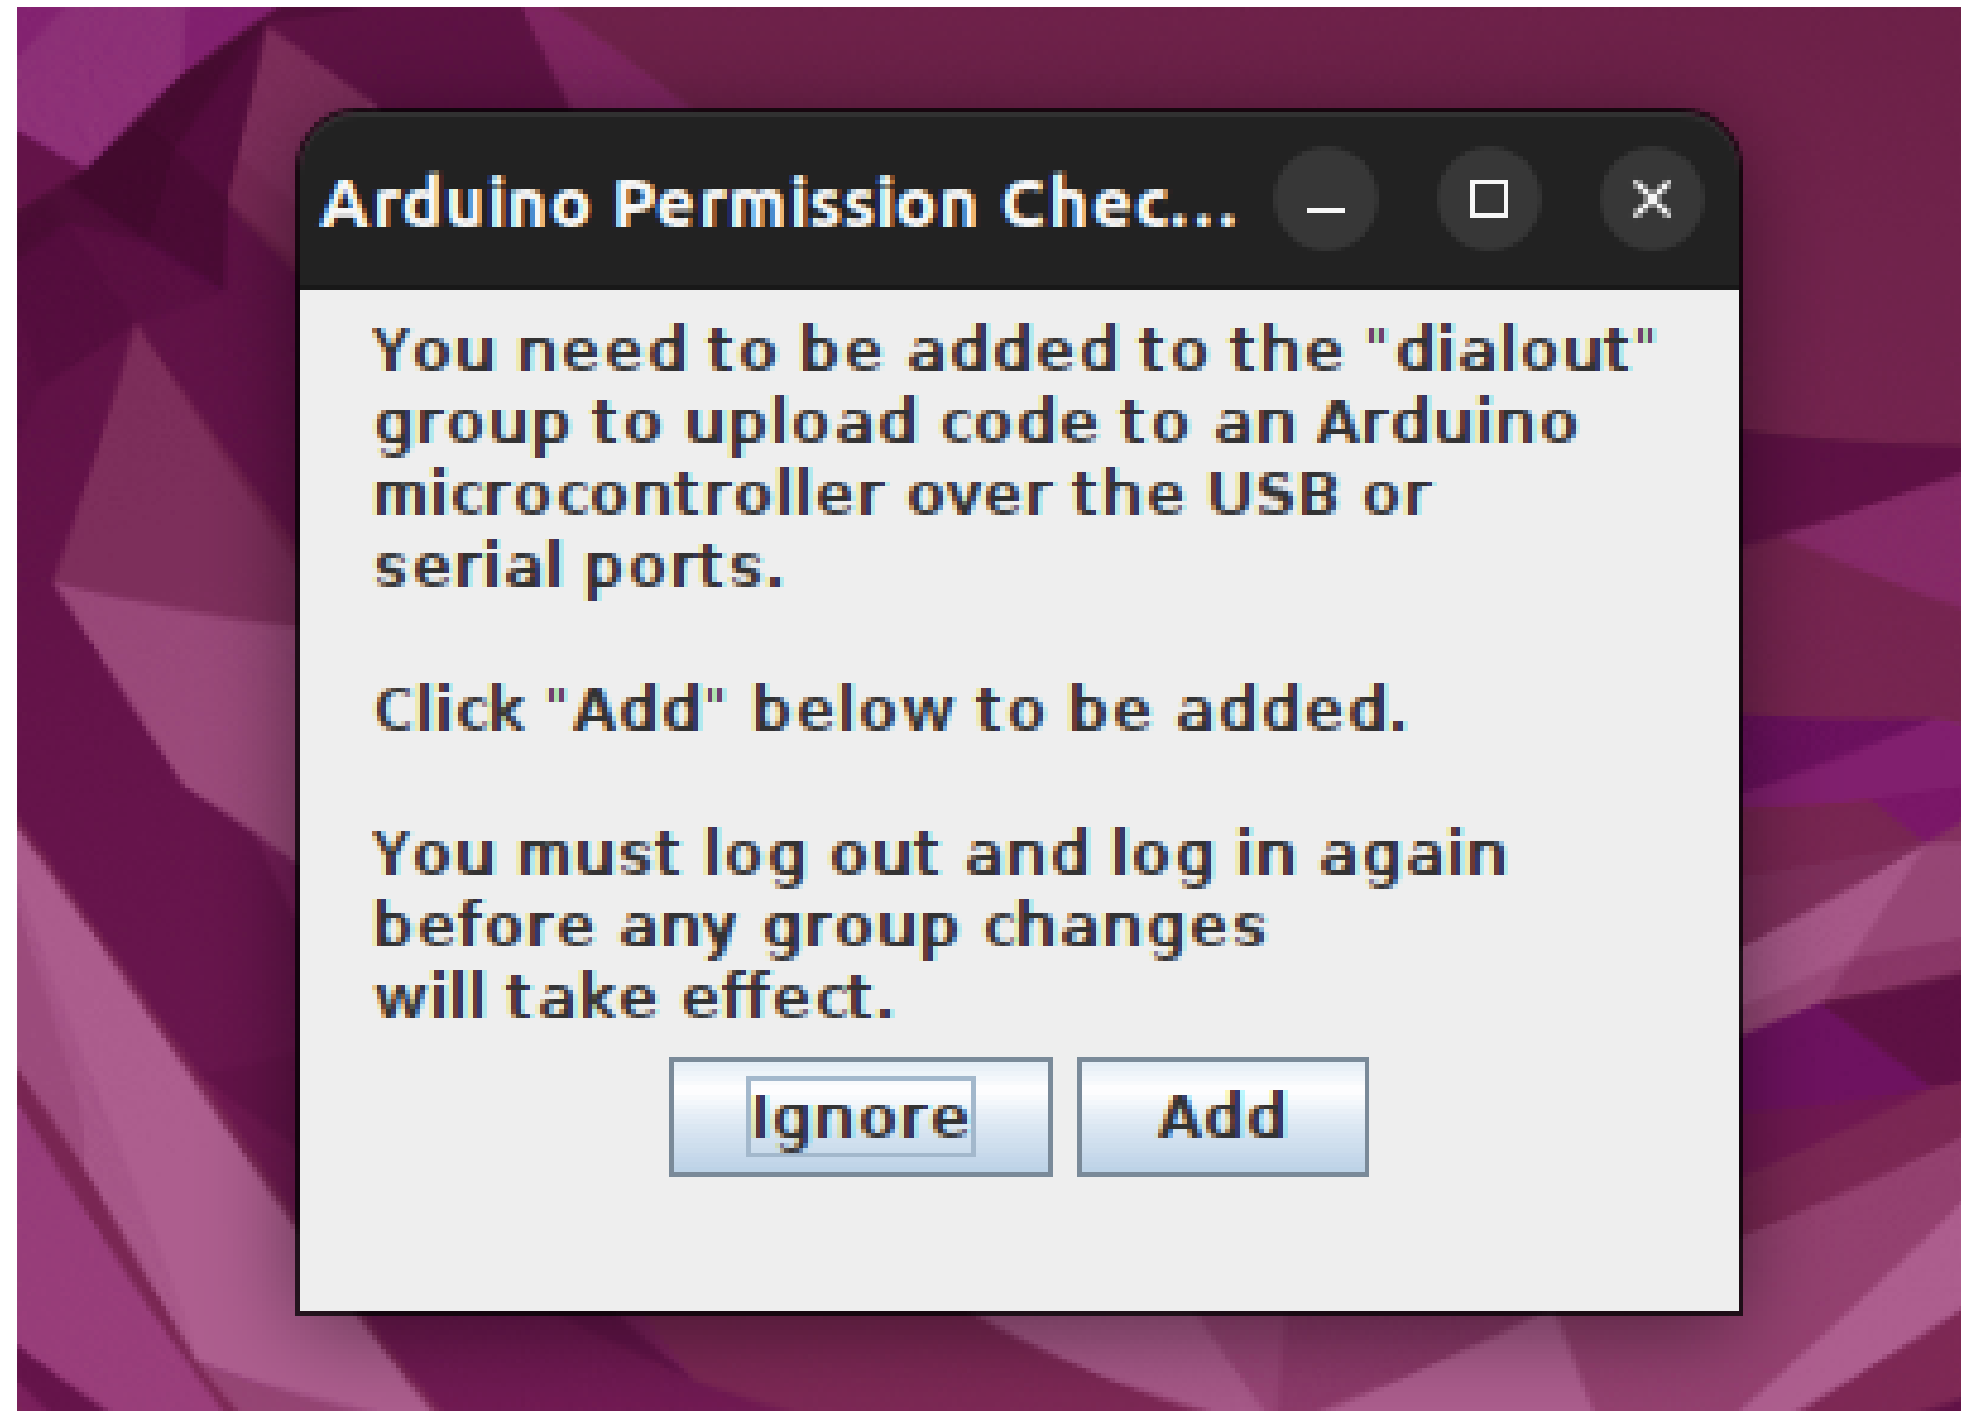 Arduino Permission Chec...
You need to be added to the "dialout"
group to upload code to an Arduino
microcontroller over the USB or
serial ports.
Click "Add" below to be added.
You must log out and log in again
before any group changes
will take effect.
Ignore Add